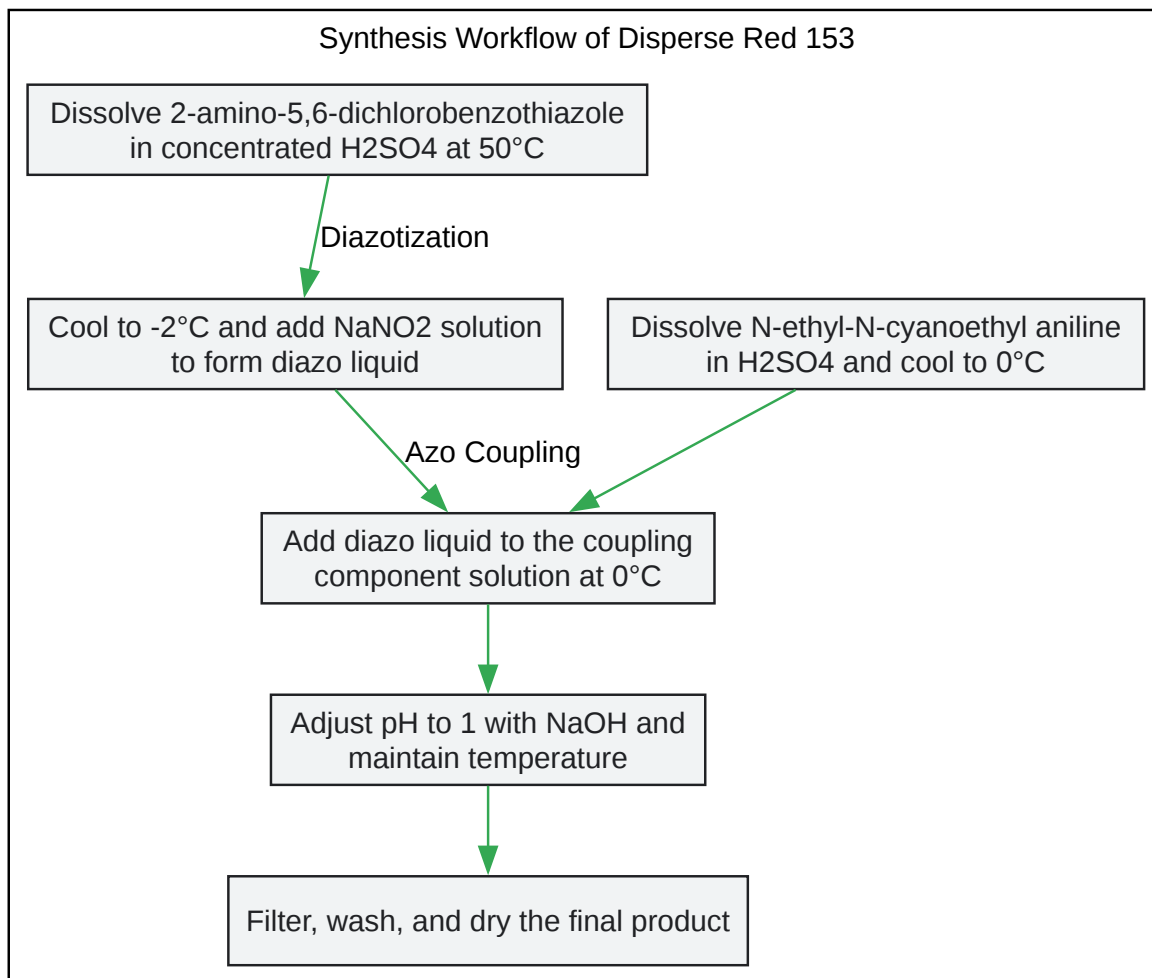 Synthesis Workflow of Disperse Red 153
Dissolve 2-amino-5,6-dichlorobenzothiazole
in concentrated H2SO4 at 50°C
Diazotization
Cool to -2°C and add NaNO2 solution
to form diazo liquid
Dissolve N-ethyl-N-cyanoethyl aniline
in H2SO4 and cool to 0°C
Azo Coupling
Add diazo liquid to the coupling
component solution at 0°C
Adjust pH to 1 with NaOH and
maintain temperature
Filter, wash, and dry the final product